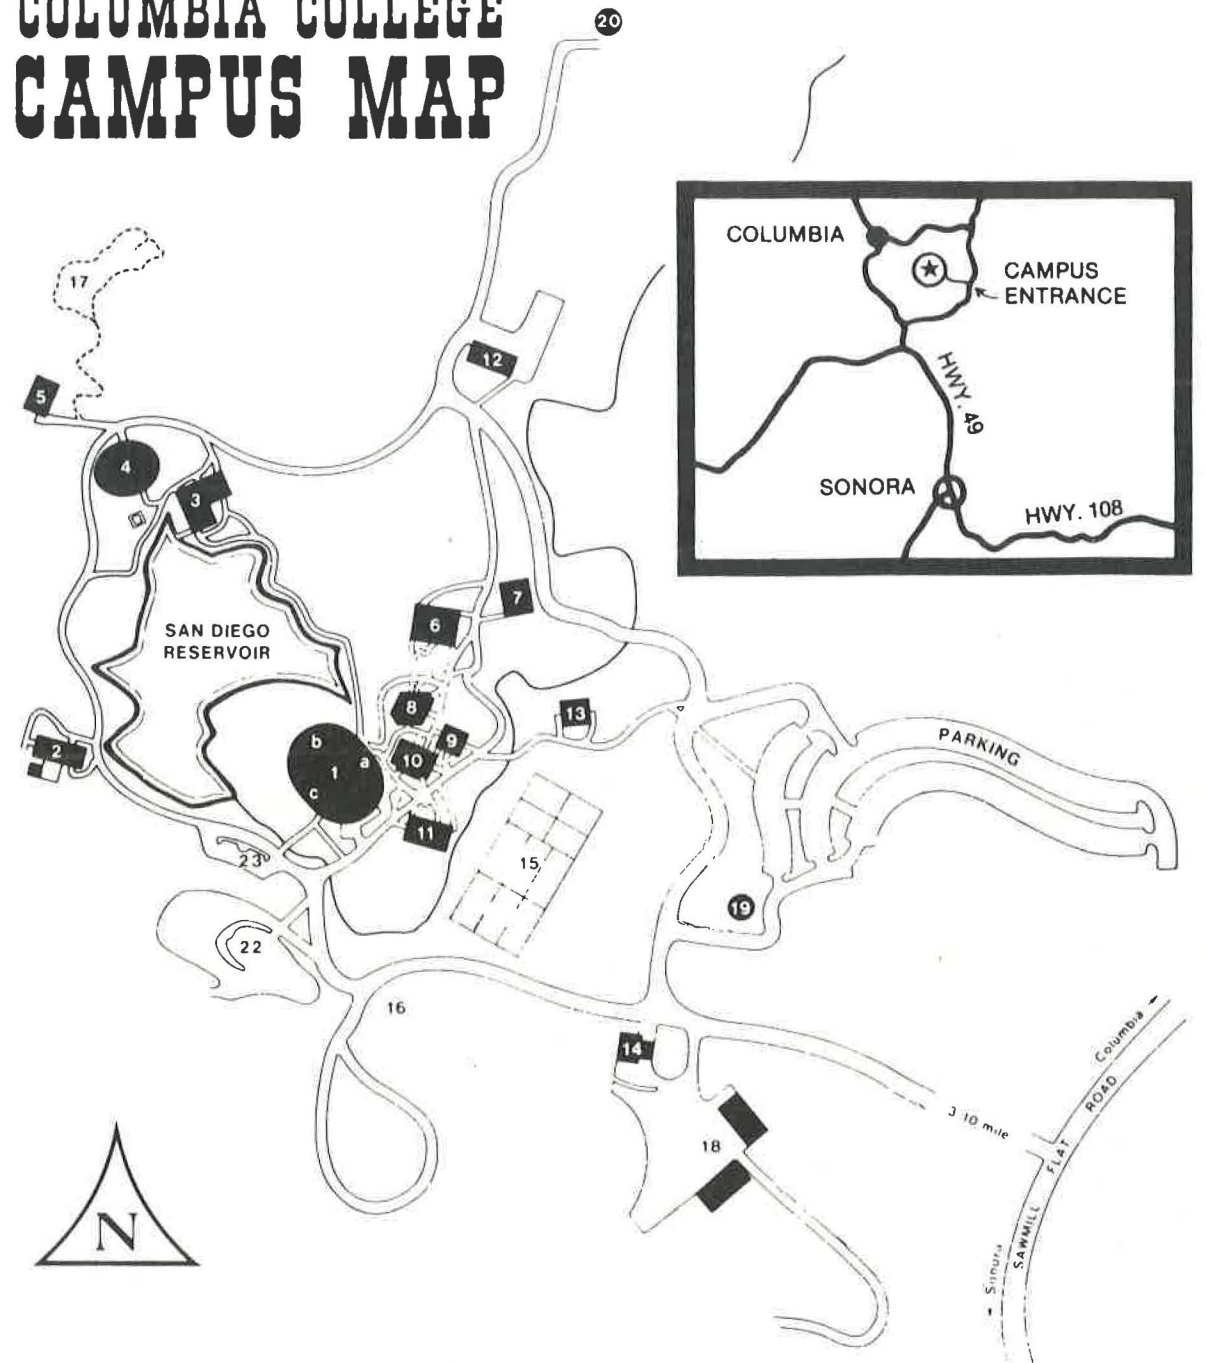 COLUMBIA COLLEGE
CAMPUS MAP
20
COLUMBIA
CAMPUS
ENTRANCE
HWY. 49
SONORA
HWY. 108
17
12
5
4
3
SAN DIEGO
RESERVOIR
7
6
8
13
9
2
b
a
10
1
c
11
PARKING
23
15
19
22
16
14
18
3 10 mile
Columbia
SAWMILL FLAT ROAD
Sonora
N